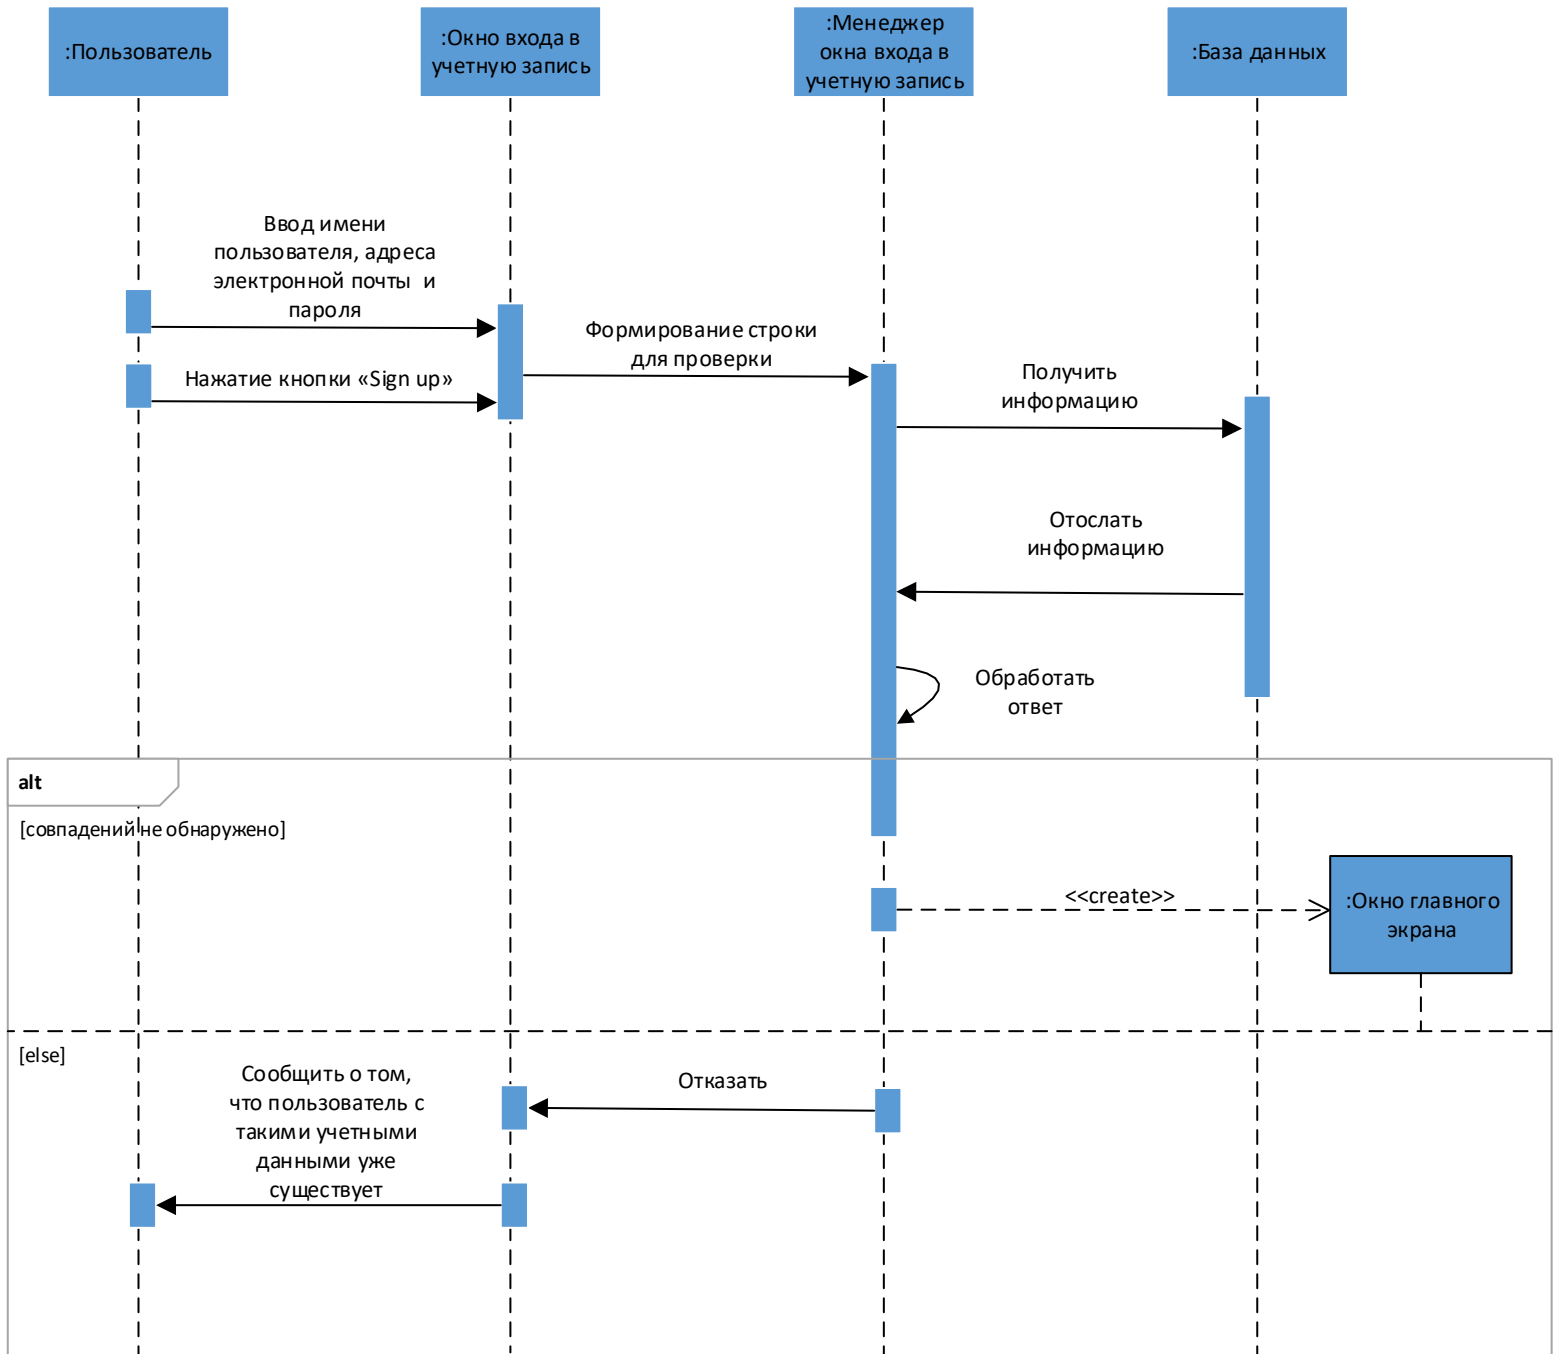 :Пользователь
:Окно входа в
учетную запись
:Менеджер
окна входа в
учетную запись
:База данных
Ввод имени
пользователя, адреса
электронной почты и
пароля
Формирование строки
для проверки
Нажатие кнопки «Sign up»
Получить
информацию
Отослать
информацию
Обработать
ответ
alt
[совпадений не обнаружено]
<<create>>
:Окно главного
экрана
[else]
Сообщить о том,
что пользователь с
такими учетными
данными уже
существует
Отказать